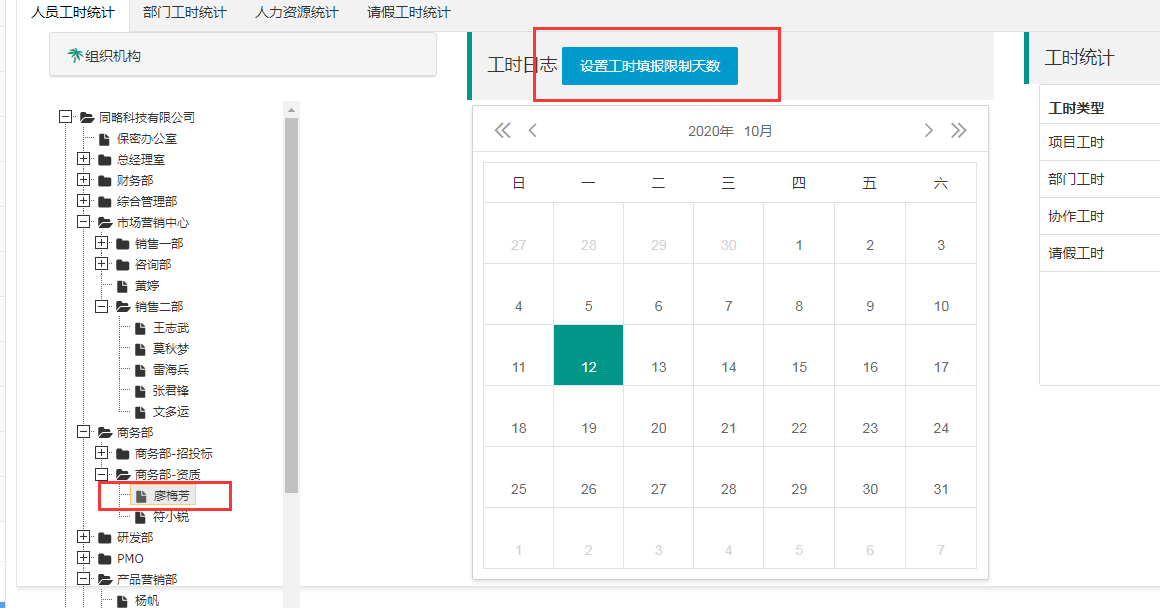 人员工时统计 部门工时统计 人力资源统计 请假工时统计
组织机构
同略科技有限公司
保密办公室
总经理室
财务部
综合管理部
市场营销中心
销售一部
咨询部
黄婷
销售二部
王志武
莫秋梦
雷海兵
张君锋
文多运
商务部
商务部-招投标
商务部-资质
廖梅芳
符小锐
研发部
PMO
产品营销部
杨帆
工时日志 设置工时填报限制天数
2020年 10月
日 一 二 三 四 五 六
27 28 29 30 1 2 3
4 5 6 7 8 9 10
11 12 13 14 15 16 17
18 19 20 21 22 23 24
25 26 27 28 29 30 31
1 2 3 4 5 6 7
工时统计
工时类型
项目工时
部门工时
协作工时
请假工时